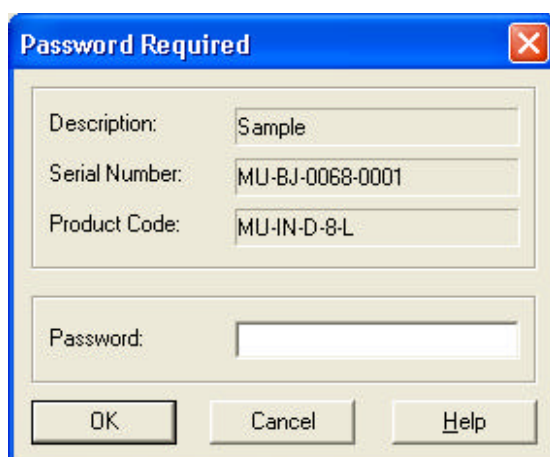 Password Required
Description: Sample
Serial Number: MU-BJ-0068-0001
Product Code: MU-IN-D-8-L
Password:
OK Cancel Help